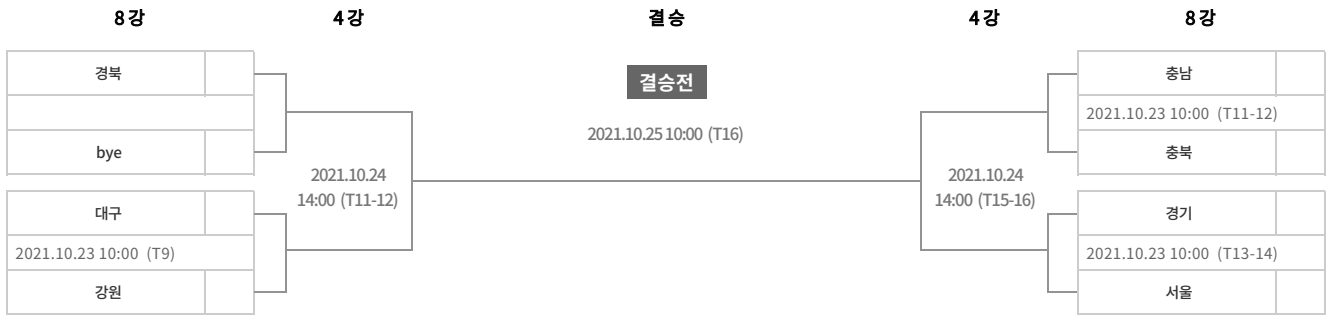 8강 4강 결승 4강 8강
경북
bye
대구
2021.10.23 10:00 (T9)
강원
2021.10.24
14:00 (T11-12)
결승전
2021.10.25 10:00 (T16)
2021.10.24
14:00 (T15-16)
충남
2021.10.23 10:00 (T11-12)
충북
경기
2021.10.23 10:00 (T13-14)
서울